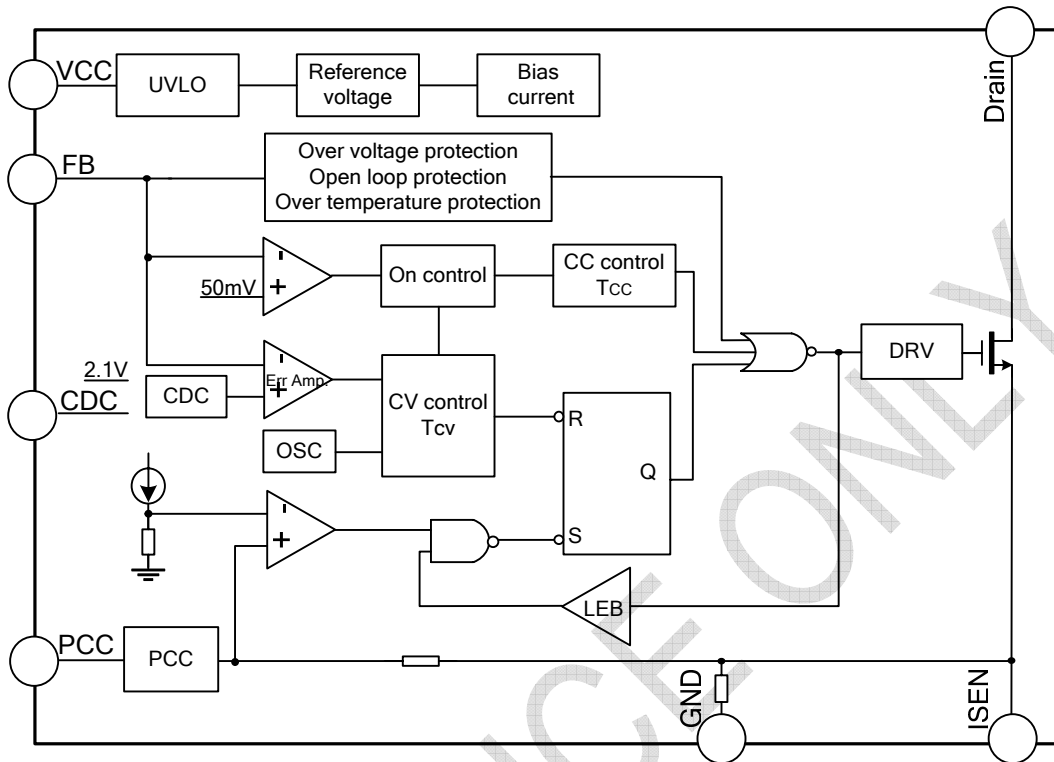 VCC
UVLO
Reference
voltage
Bias
current
Drain
FB
Over voltage protection
Open loop protection
Over temperature protection
-
+
50mV
On control
CC control
Tcc
2.1V
CDC
CDC
-
Err Amp.
+
CV control
Tcv
OSC
R
Q
S
DRV
-
+
LEB
PCC
PCC
GND
ISEN
ICE ONLY